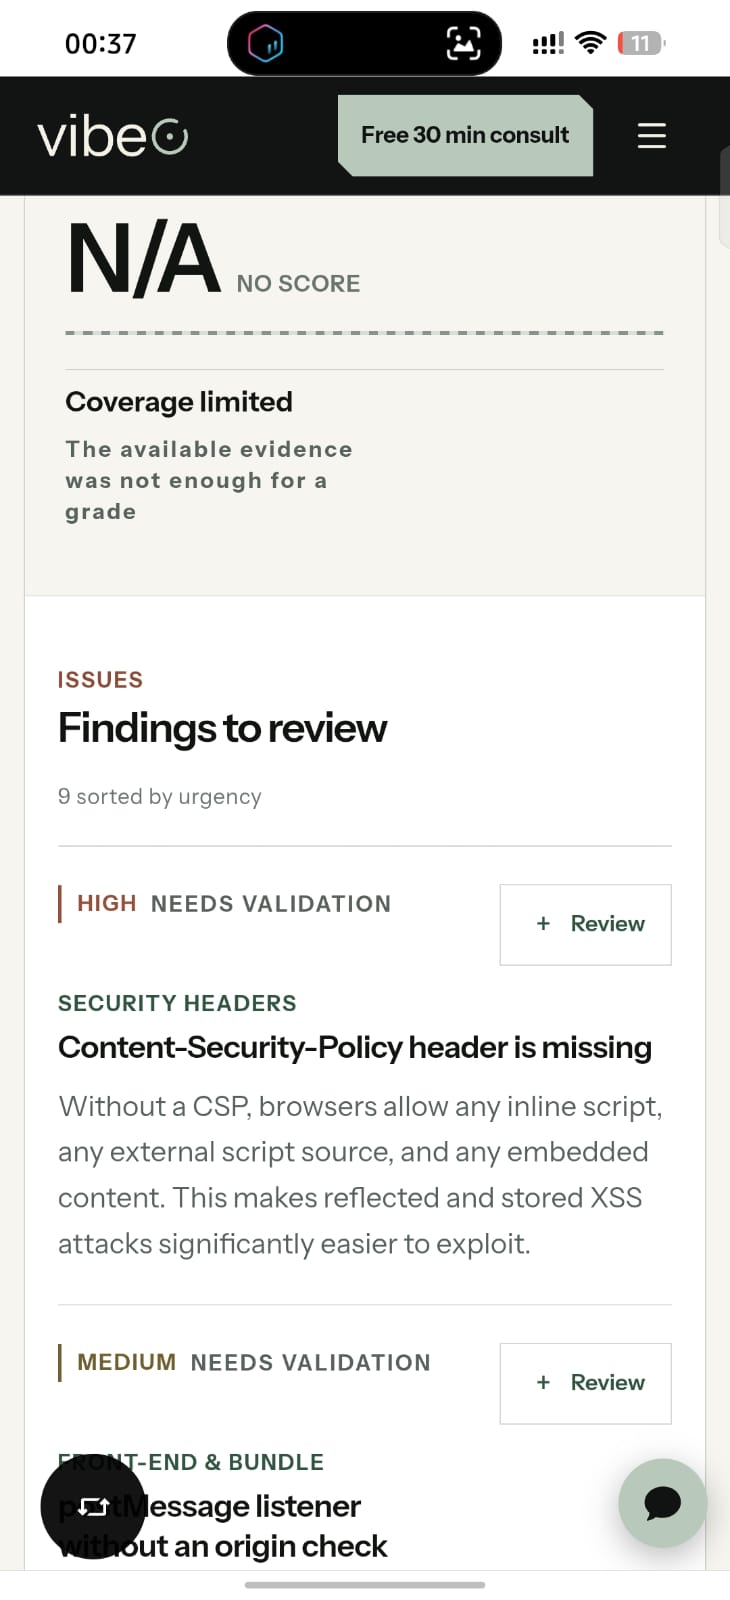 00:37
11
vibe
Free 30 min consult
N/A NO SCORE
Coverage limited
The available evidence
was not enough for a
grade
ISSUES
Findings to review
9 sorted by urgency
HIGH NEEDS VALIDATION
+ Review
SECURITY HEADERS
Content-Security-Policy header is missing
Without a CSP, browsers allow any inline script,
any external script source, and any embedded
content. This makes reflected and stored XSS
attacks significantly easier to exploit.
MEDIUM NEEDS VALIDATION
+ Review
FRONT-END & BUNDLE
postMessage listener
without an origin check